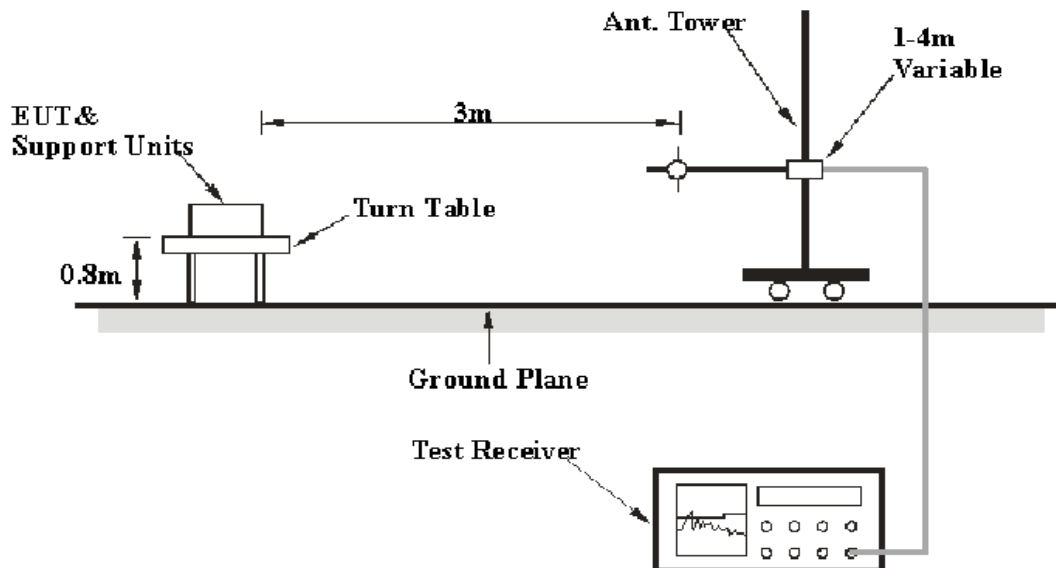 Ant. Tower
1-4m
Variable
EUT&
Support Units
3m
Turn Table
0.8m
Ground Plane
Test Receiver